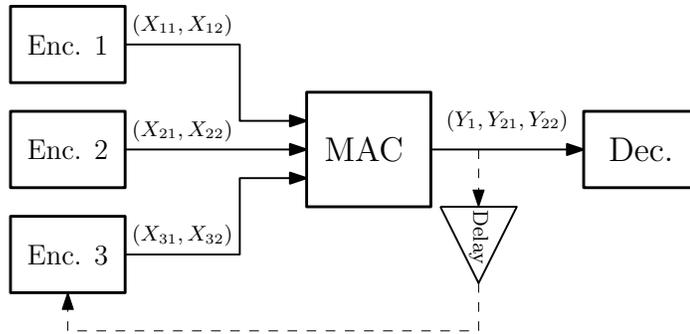 (X₁₁, X₁₂)
Enc. 1
(X₂₁, X₂₂)
Enc. 2
MAC
(Y₁, Y₂₁, Y₂₂)
Dec.
(X₃₁, X₃₂)
Enc. 3
Delay